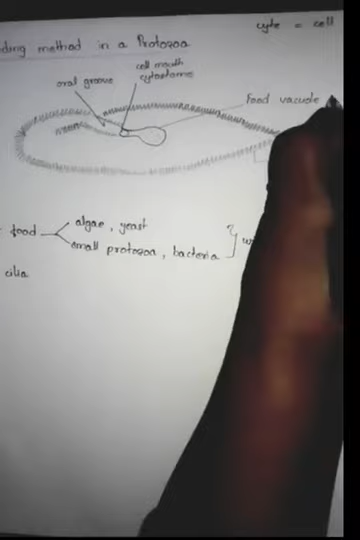 cyte = cell
ding method in a Protozoa
cell mouth
oral groove
cytostome
food vacuole
food
algae, yeast
small protozoa, bacteria
cilia